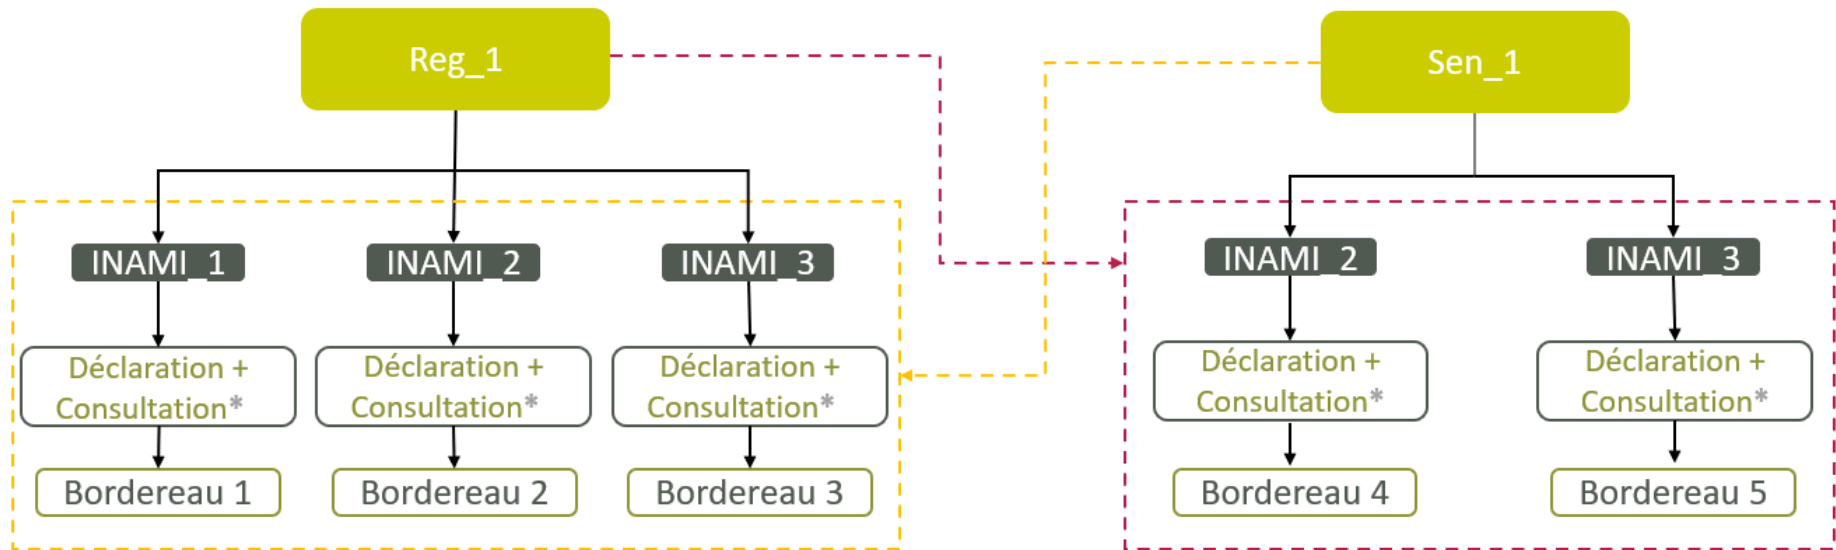 Reg_1
Sen_1
INAMI_1
INAMI_2
INAMI_3
INAMI_2
INAMI_3
Déclaration +
Consultation*
Déclaration +
Consultation*
Déclaration +
Consultation*
Déclaration +
Consultation*
Déclaration +
Consultation*
Bordereau 1
Bordereau 2
Bordereau 3
Bordereau 4
Bordereau 5